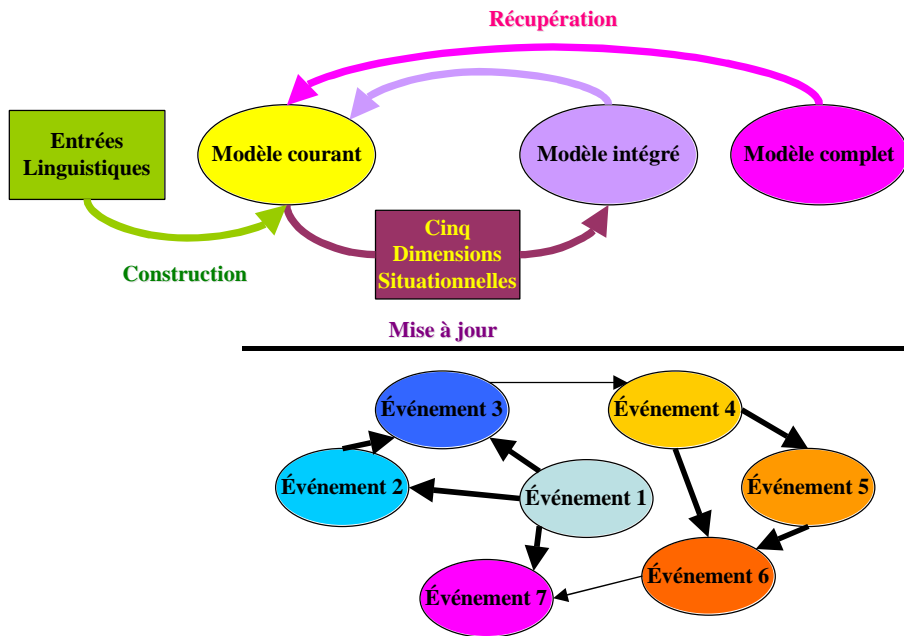 Récupération
Entrées
Linguistiques
Modèle courant
Modèle intégré
Modèle complet
Cinq
Dimensions
Situationnelles
Construction
Mise à jour
Événement 3
Événement 4
Événement 2
Événement 1
Événement 5
Événement 6
Événement 7